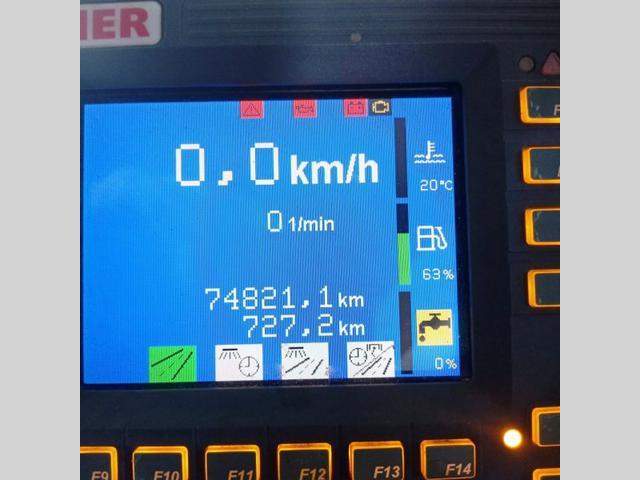 NER
0,0 km/h
20°C
0 1/min
63%
74821,1 km
727,2 km
0%
F9 F10 F11 F12 F13 F14